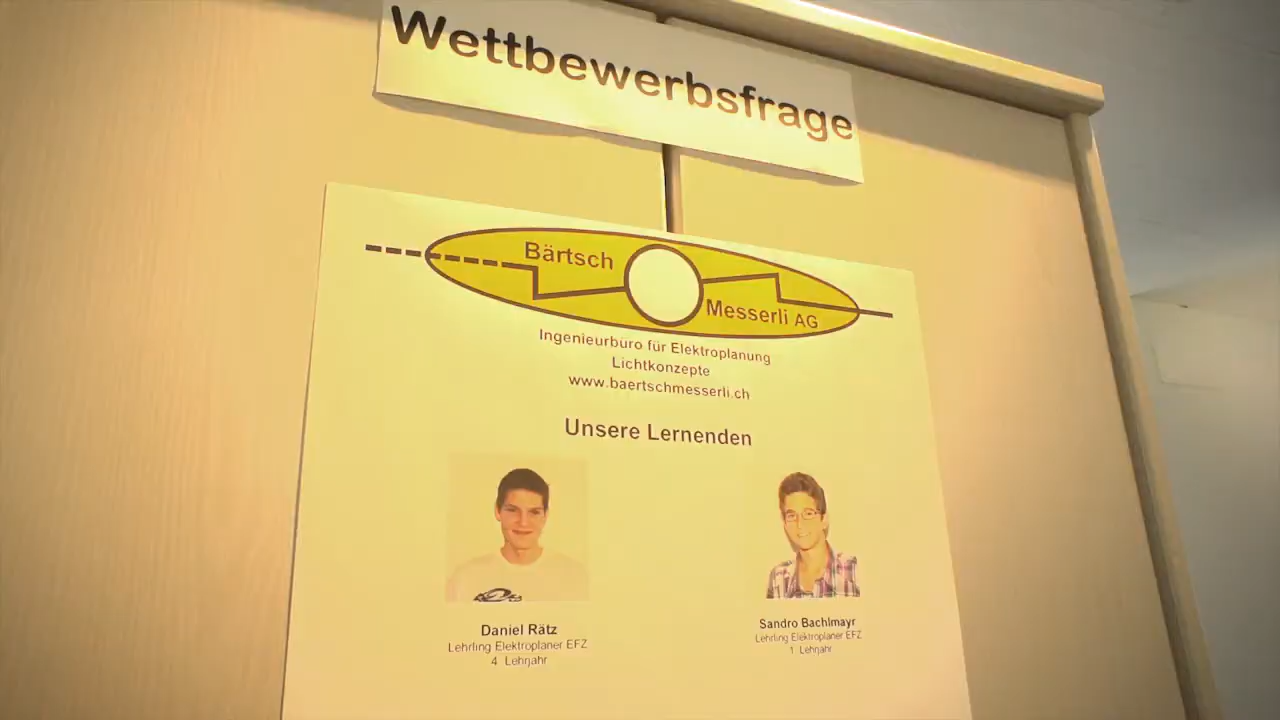 Wettbewerbsfrage
Bärtsch
Messerli AG
Ingenieurbüro für Elektroplanung
Lichtkonzepte
www.baertschmesserli.ch
Unsere Lernenden
Daniel Rätz
Lehrling Elektroplaner EFZ
4. Lehrjahr
Sandro Bachlmayr
Lehrling Elektroplaner EFZ
1. Lehrjahr